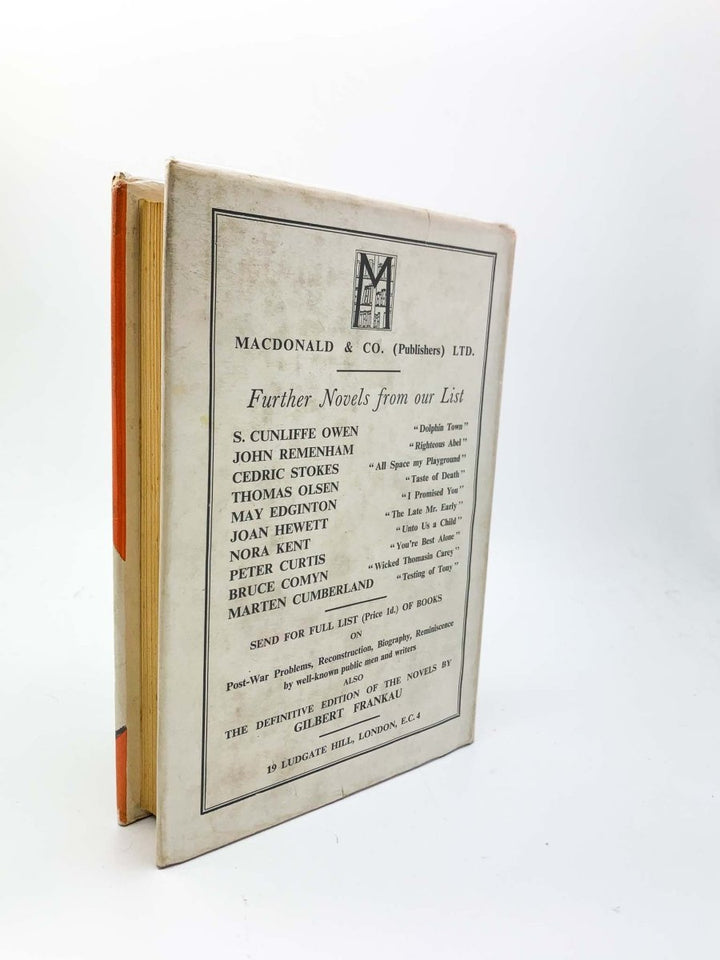 M
MACDONALD & CO. (Publishers) LTD.
Further Novels from our List
S. CUNLIFFE OWEN "Dolphin Town"
JOHN REMENHAM "Righteous Abel"
CEDRIC STOKES "All Space my Playground"
THOMAS OLSEN "Taste of Death"
MAY EDGINTON "I Promised You"
JOAN HEWETT "The Late Mr. Early"
NORA KENT "Unto Us a Child"
PETER CURTIS "You're Best Alone"
BRUCE COMYN "Wicked Thomasin Carey"
MARTEN CUMBERLAND "Testing of Tony"
SEND FOR FULL LIST (Price 1d.) OF BOOKS
ON
Post-War Problems, Reconstruction, Biography, Reminiscence
by well-known public men and writers
ALSO
THE DEFINITIVE EDITION OF THE NOVELS BY
GILBERT FRANKAU
19 LUDGATE HILL, LONDON, E.C.4